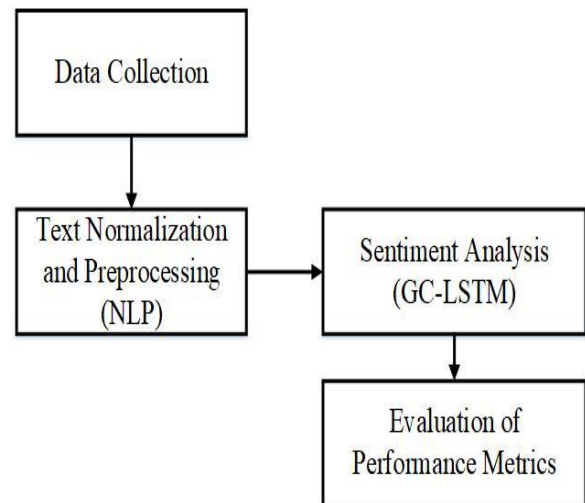 Data Collection
Text Normalization
and Preprocessing
(NLP)
Sentiment Analysis
(GC-LSTM)
Evaluation of
Performance Metrics